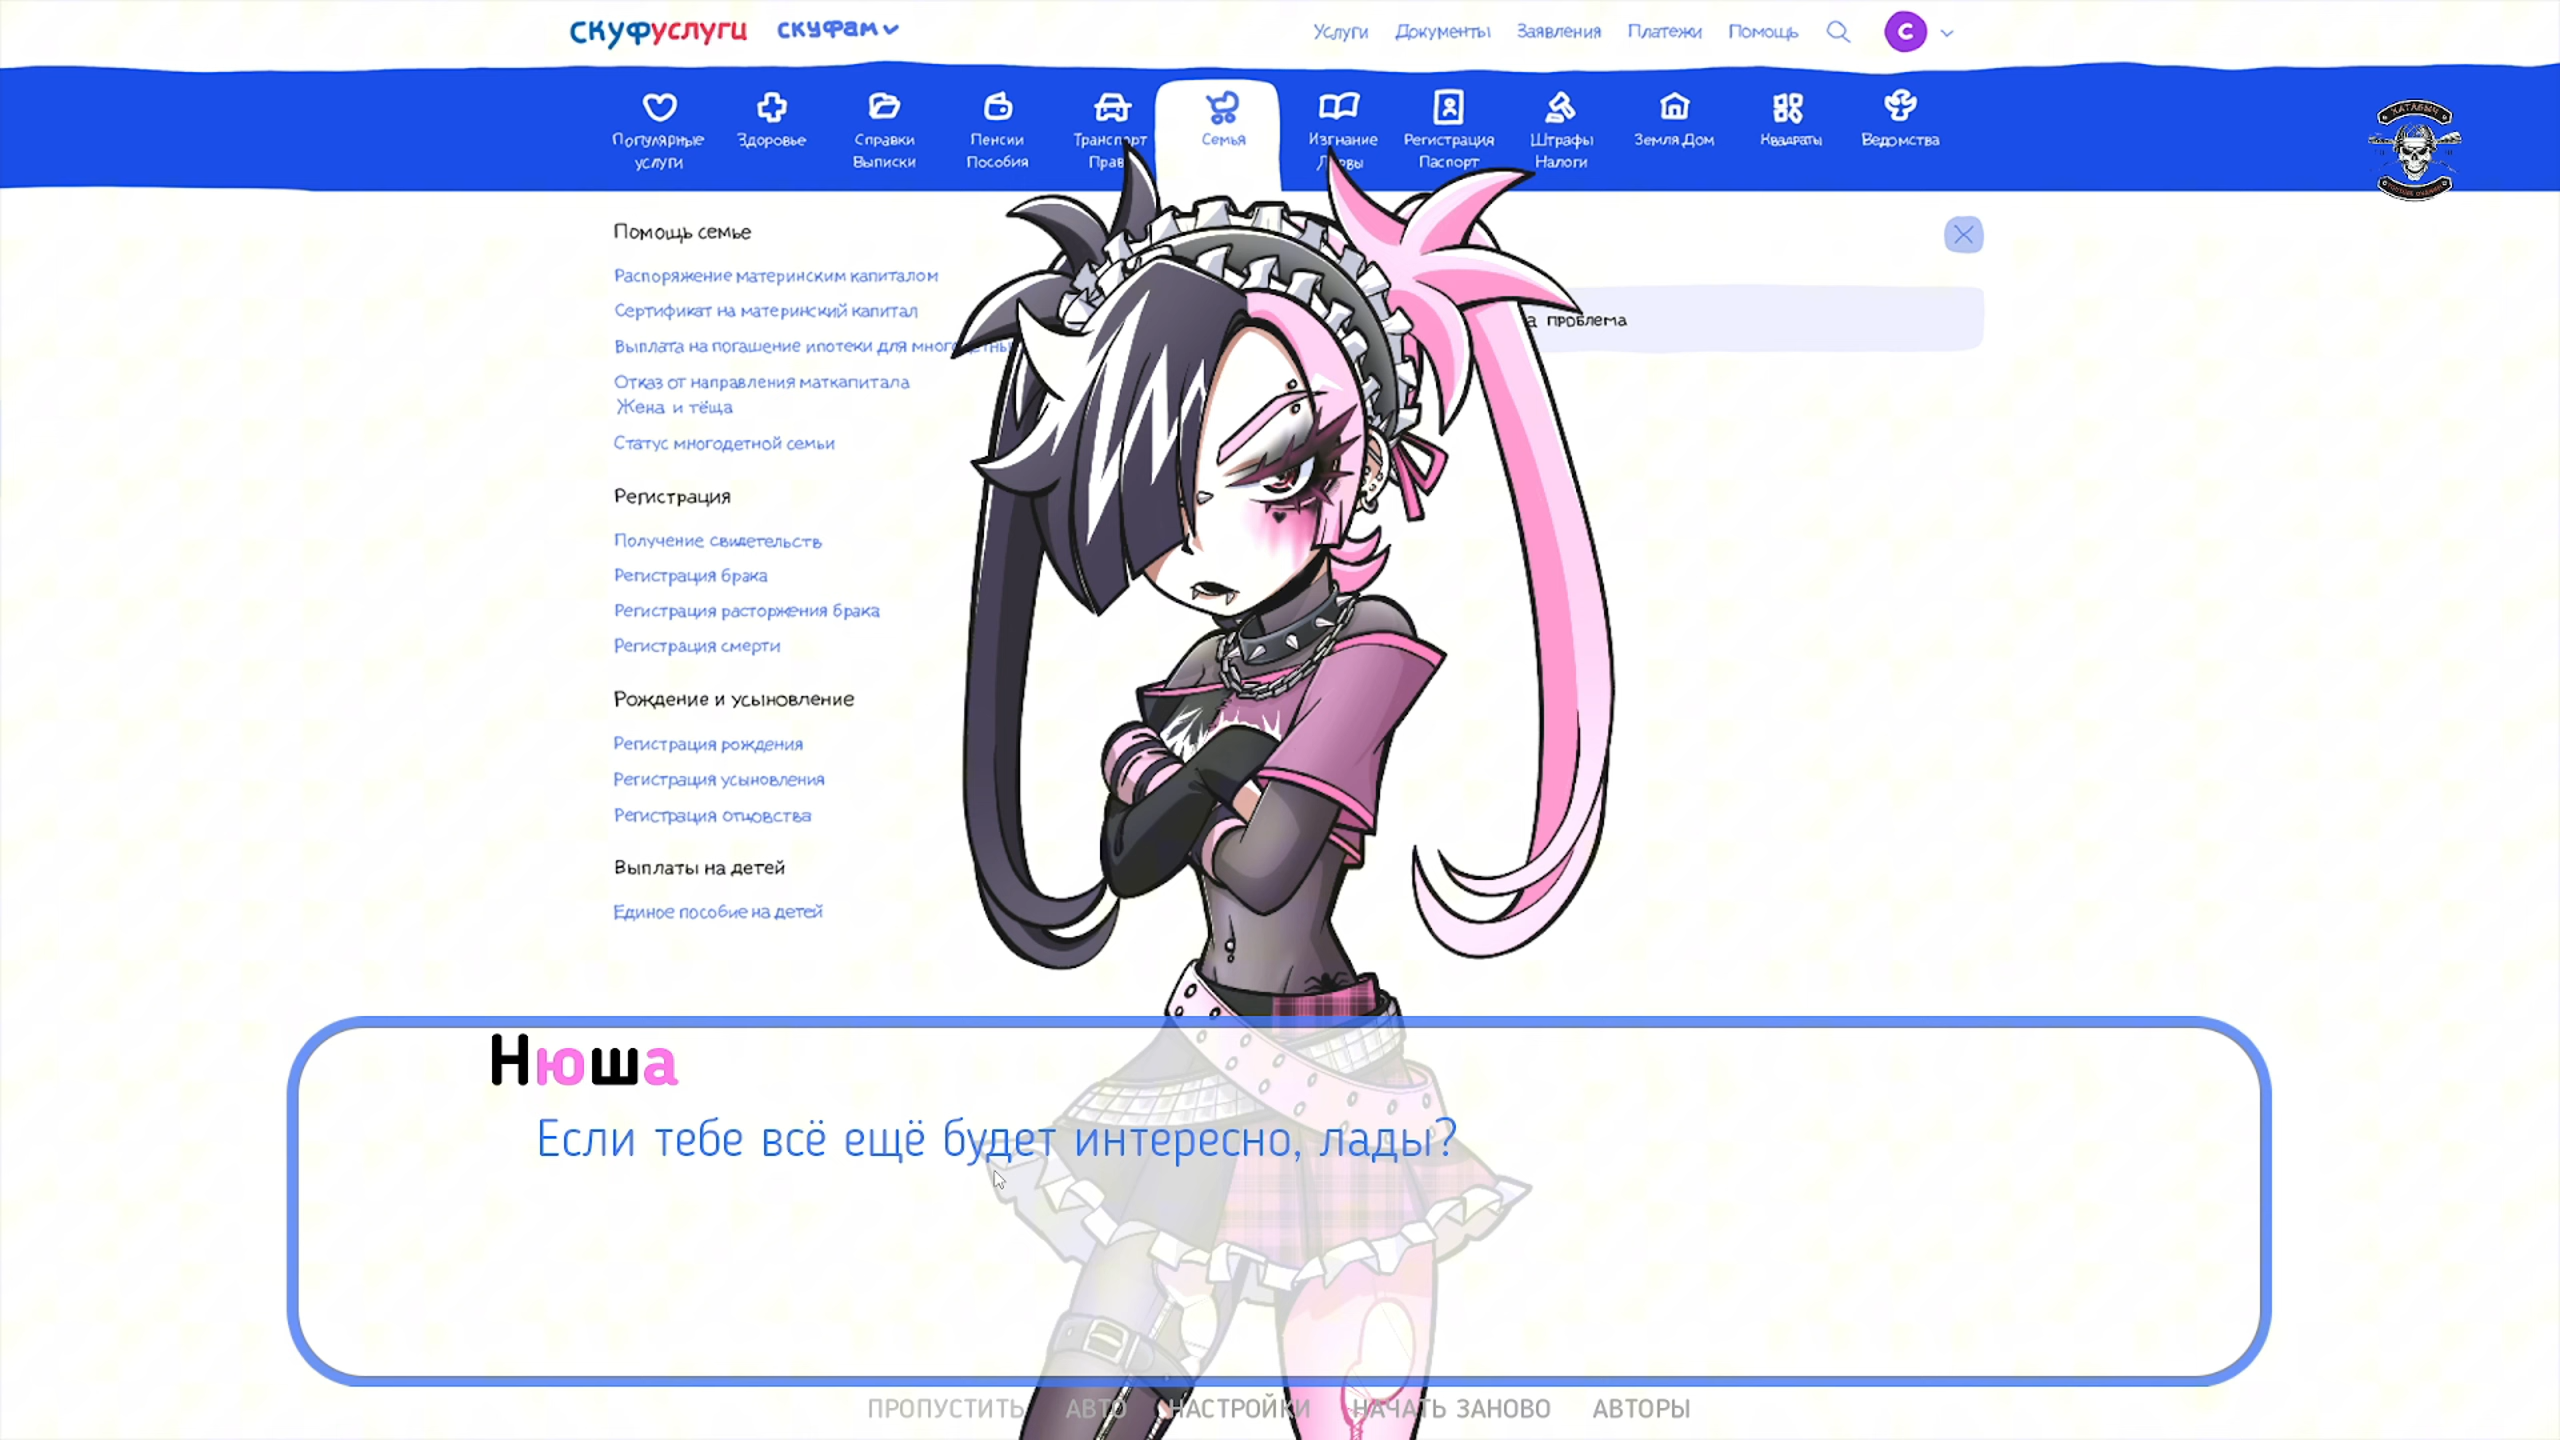 скуфуслуги скуфам
Услуги Документы Заявления Платежи Помощь С
Популярные услуги
Здоровье
Справки Выписки
Пенсии Пособия
Транспорт
Семья
Изгнание
Регистрация Паспорт
Штрафы Налоги
Земля Дом
Квадраты
Ведомства
ХАТАБЫЧ
Помощь семье
Распоряжение материнским капиталом
Сертификат на материнский капитал
Выплата на погашение ипотеки для
Отказ от направления маткапитала
Жена и тёща
Статус многодетной семьи
а проблема
Регистрация
Получение свидетельств
Регистрация брака
Регистрация расторжения брака
Регистрация смерти
Рождение и усыновление
Регистрация рождения
Регистрация усыновления
Регистрация отцовства
Выплаты на детей
Единое пособие на детей
Нюша
Если тебе всё ещё будет интересно, лады?
ПРОПУСТИТЬ АВТО НАСТРОЙКИ НАЧАТЬ ЗАНОВО АВТОРЫ